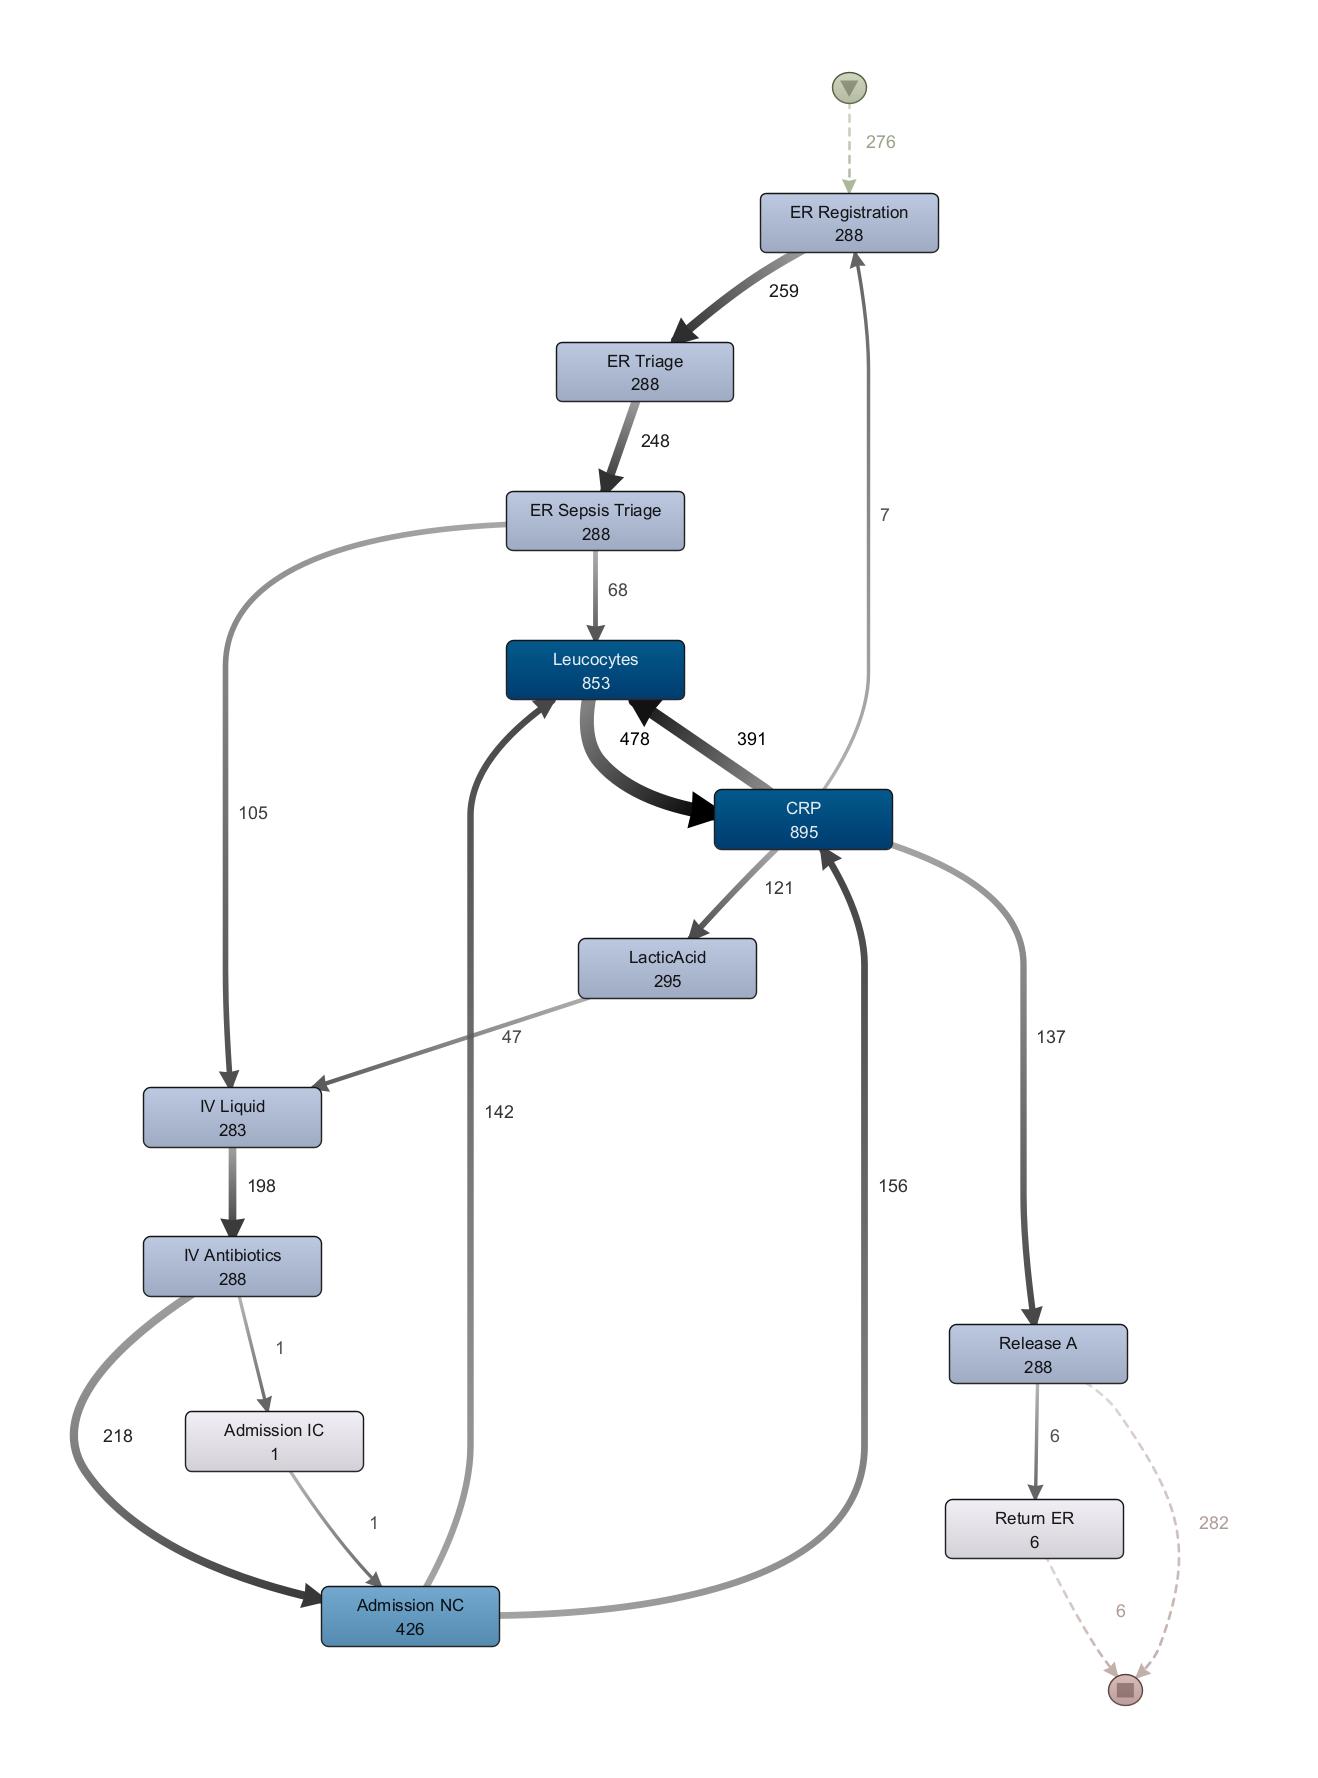 276
ER Registration
288
259
ER Triage
288
248
ER Sepsis Triage
288
7
68
Leucocytes
853
478
391
CRP
895
105
121
LacticAcid
295
47
137
IV Liquid
283
142
198
156
IV Antibiotics
288
1
Release A
288
218
Admission IC
1
6
1
Return ER
6
282
Admission NC
426
6